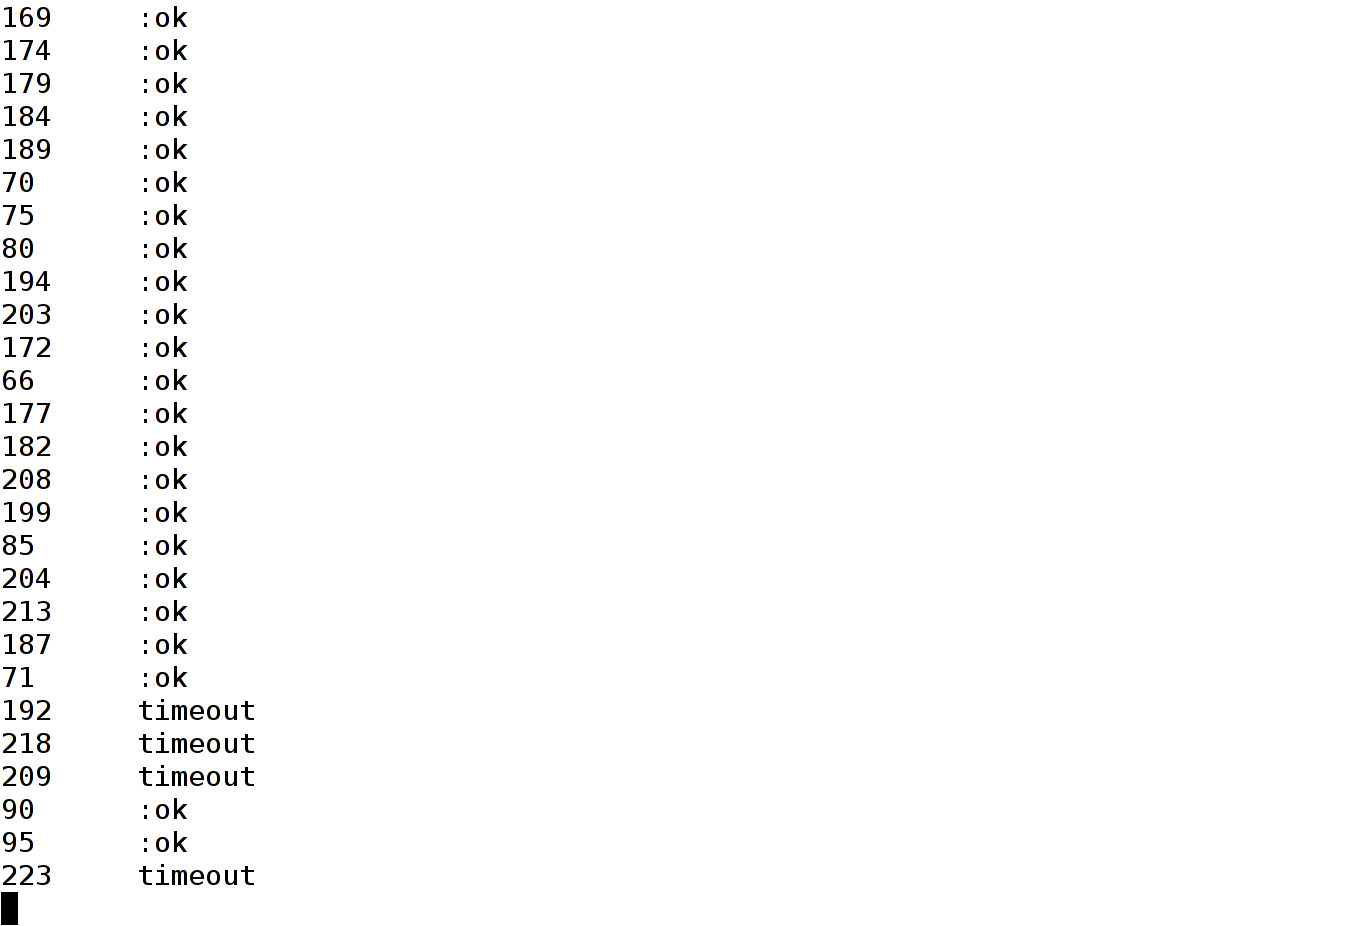 169     :ok
174     :ok
179     :ok
184     :ok
189     :ok
70      :ok
75      :ok
80      :ok
194     :ok
203     :ok
172     :ok
66      :ok
177     :ok
182     :ok
208     :ok
199     :ok
85      :ok
204     :ok
213     :ok
187     :ok
71      :ok
192     timeout
218     timeout
209     timeout
90      :ok
95      :ok
223     timeout